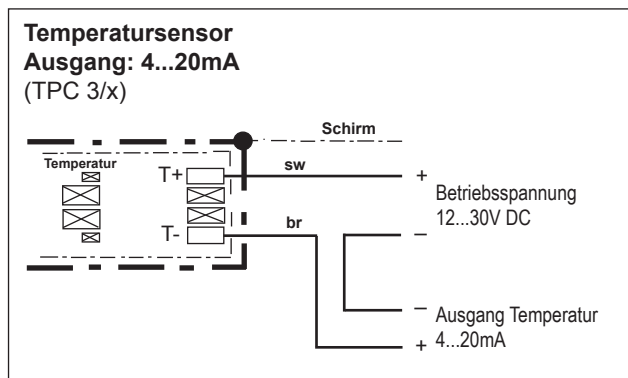 Temperatursensor
Ausgang: 4...20mA
(TPC 3/x)
Schirm
Temperatur
T+
sw
+
Betriebsspannung
12...30V DC
T-
br
–
–
Ausgang Temperatur
4...20mA
+